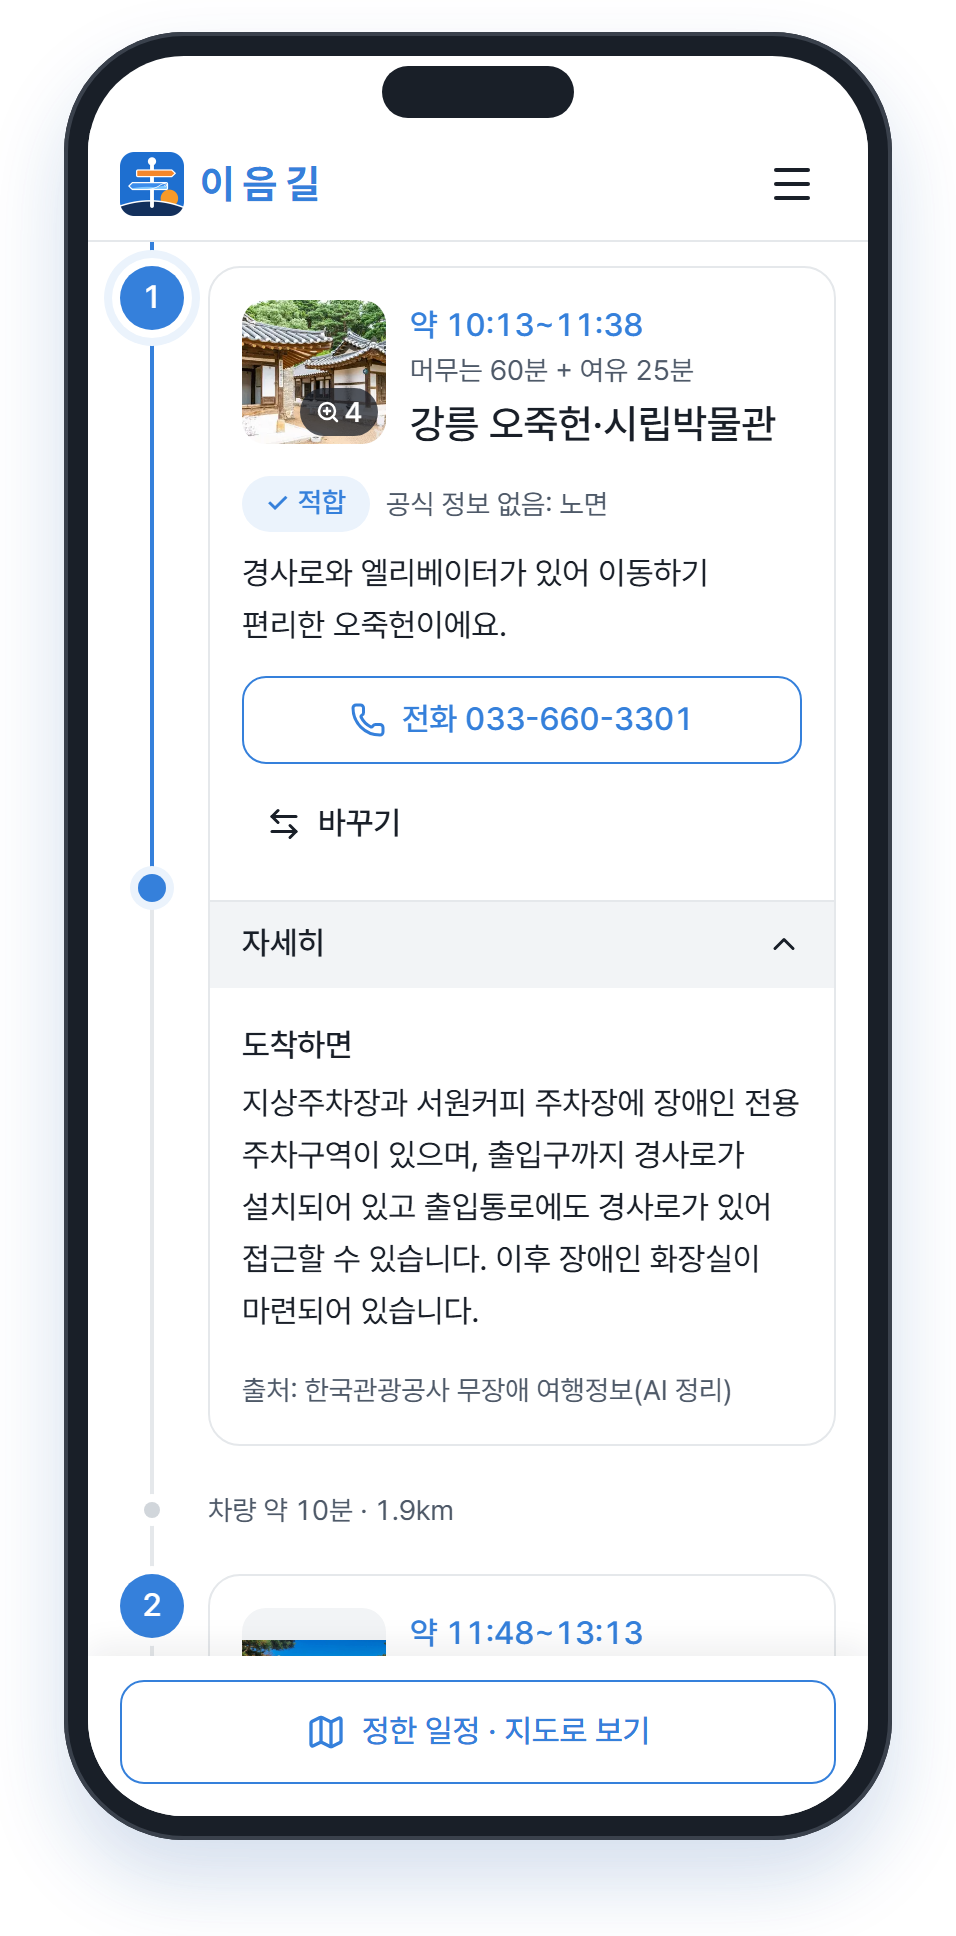 이음길
1
약 10:13~11:38
머무는 60분 + 여유 25분
강릉 오죽헌·시립박물관
4
적합
공식 정보 없음: 노면
경사로와 엘리베이터가 있어 이동하기
편리한 오죽헌이에요.
전화 033-660-3301
바꾸기
자세히
도착하면
지상주차장과 서원커피 주차장에 장애인 전용
주차구역이 있으며, 출입구까지 경사로가
설치되어 있고 출입통로에도 경사로가 있어
접근할 수 있습니다. 이후 장애인 화장실이
마련되어 있습니다.
출처: 한국관광공사 무장애 여행정보(AI 정리)
차량 약 10분 · 1.9km
2
약 11:48~13:13
정한 일정 · 지도로 보기